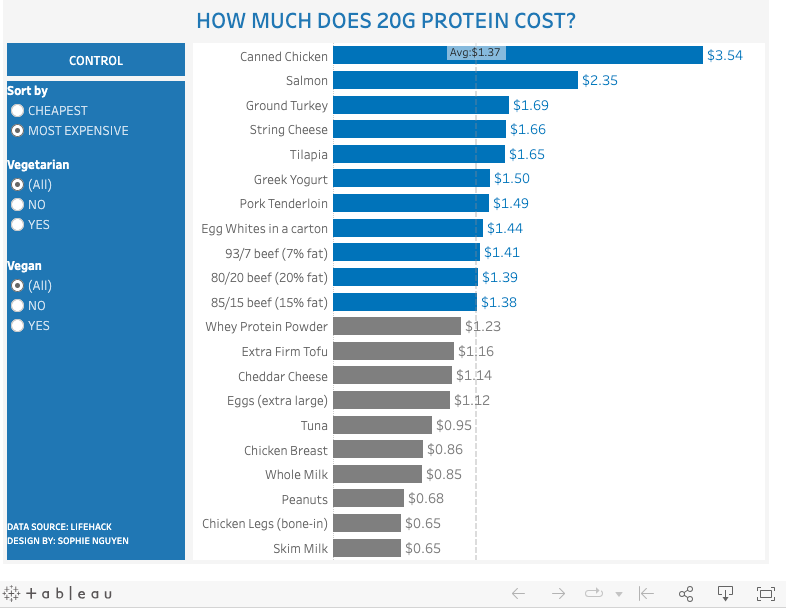 HOW MUCH DOES 20G PROTEIN COST?
CONTROL
Sort by
CHEAPEST
MOST EXPENSIVE
Vegetarian
(All)
NO
YES
Vegan
(All)
NO
YES
DATA SOURCE: LIFEHACK
DESIGN BY: SOPHIE NGUYEN
Avg:$1.37
Canned Chicken $3.54
Salmon $2.35
Ground Turkey $1.69
String Cheese $1.66
Tilapia $1.65
Greek Yogurt $1.50
Pork Tenderloin $1.49
Egg Whites in a carton $1.44
93/7 beef (7% fat) $1.41
80/20 beef (20% fat) $1.39
85/15 beef (15% fat) $1.38
Whey Protein Powder $1.23
Extra Firm Tofu $1.16
Cheddar Cheese $1.14
Eggs (extra large) $1.12
Tuna $0.95
Chicken Breast $0.86
Whole Milk $0.85
Peanuts $0.68
Chicken Legs (bone-in) $0.65
Skim Milk $0.65
+ableau